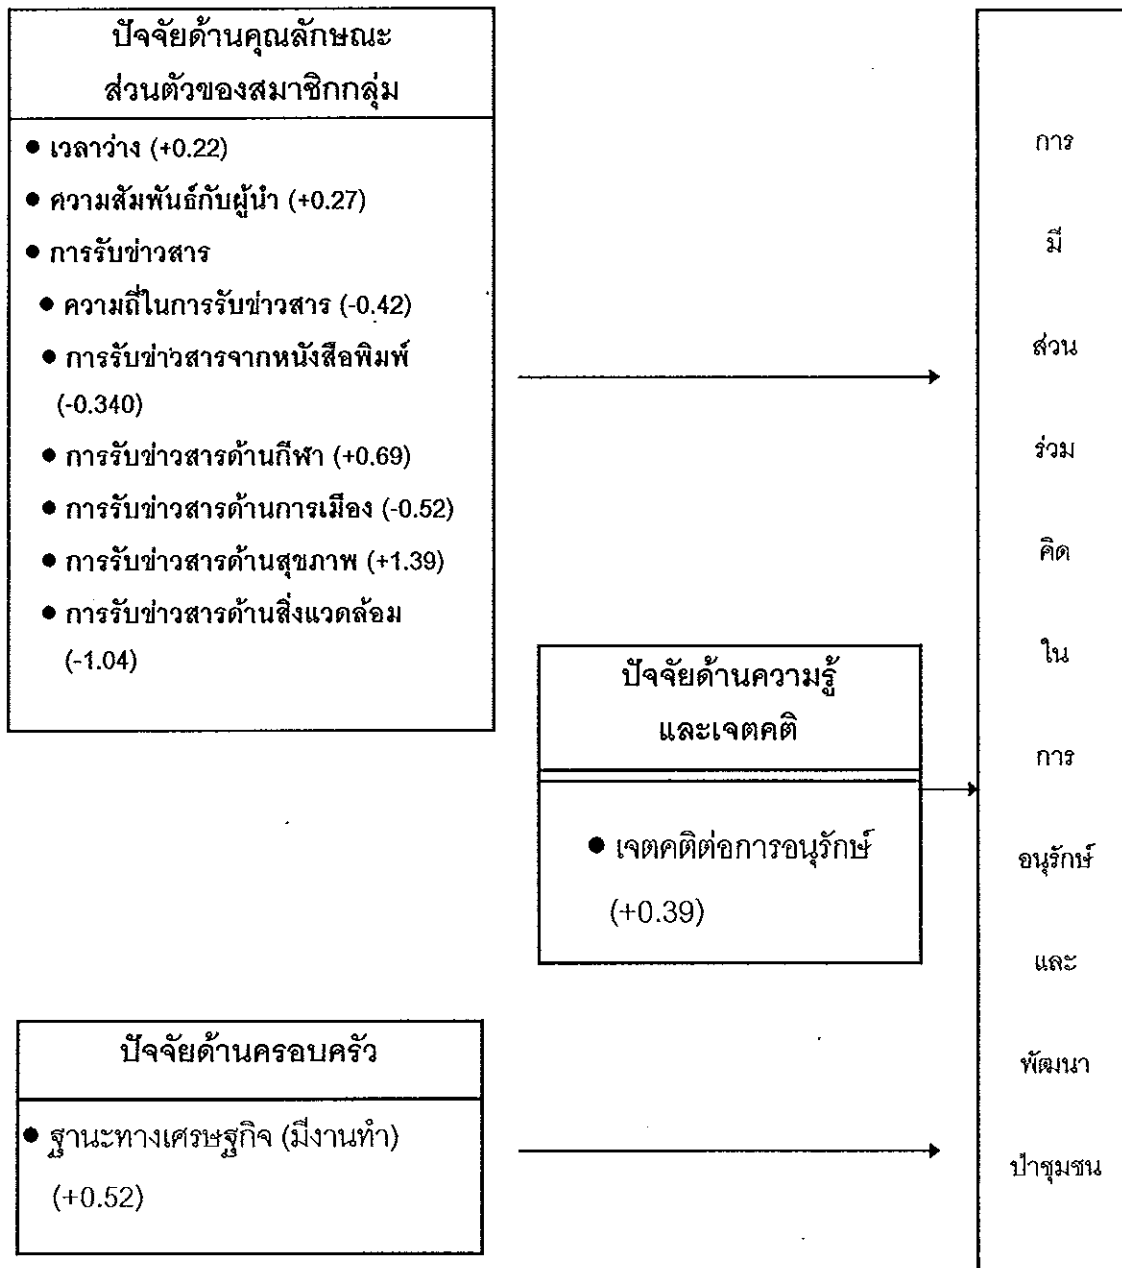 ปัจจัยด้านคุณลักษณะ
ส่วนตัวของสมาชิกกลุ่ม
● เวลาว่าง (+0.22)
● ความสัมพันธ์กับผู้นำ (+0.27)
● การรับข่าวสาร
● ความถี่ในการรับข่าวสาร (-0.42)
● การรับข่าวสารจากหนังสือพิมพ์
(-0.340)
● การรับข่าวสารด้านกีฬา (+0.69)
● การรับข่าวสารด้านการเมือง (-0.52)
● การรับข่าวสารด้านสุขภาพ (+1.39)
● การรับข่าวสารด้านสิ่งแวดล้อม
(-1.04)
ปัจจัยด้านความรู้
และเจตคติ
● เจตคติต่อการอนุรักษ์
(+0.39)
ปัจจัยด้านครอบครัว
● ฐานะทางเศรษฐกิจ (มีงานทำ)
(+0.52)
การ
มี
ส่วน
ร่วม
คิด
ใน
การ
อนุรักษ์
และ
พัฒนา
ป่าชุมชน